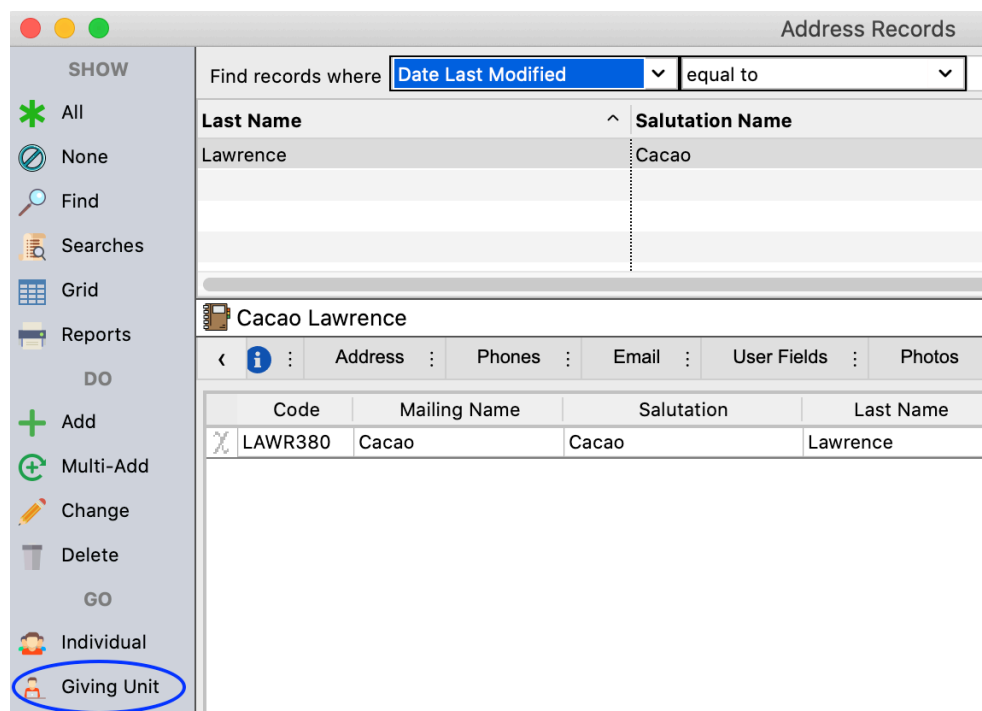 Address Records
SHOW
All
None
Find
Searches
Grid
Reports
DO
Add
Multi-Add
Change
Delete
GO
Individual
Giving Unit
Find records where Date Last Modified equal to
Last Name Salutation Name
Lawrence Cacao
Cacao Lawrence
Address Phones Email User Fields Photos
Code Mailing Name Salutation Last Name
LAWR380 Cacao Cacao Lawrence